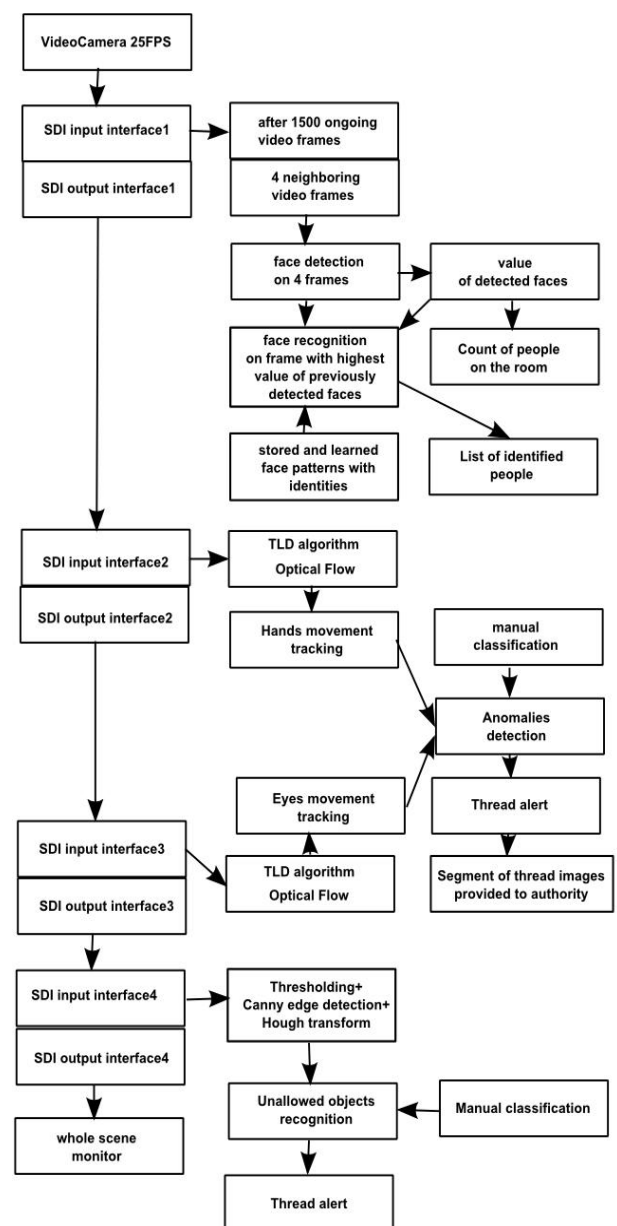 VideoCamera 25FPS
SDI input interface1
after 1500 ongoing
video frames
SDI output interface1
4 neighboring
video frames
face detection
on 4 frames
value
of detected faces
face recognition
on frame with highest
value of previously
detected faces
Count of people
on the room
stored and learned
face patterns with
identities
List of identified
people
SDI input interface2
TLD algorithm
Optical Flow
SDI output interface2
Hands movement
tracking
manual
classification
Anomalies
detection
Eyes movement
tracking
Thread alert
SDI input interface3
TLD algorithm
Optical Flow
Segment of thread images
provided to authority
SDI output interface3
SDI input interface4
Thresholding+
Canny edge detection+
Hough transform
SDI output interface4
Unallowed objects
recognition
Manual classification
whole scene
monitor
Thread alert